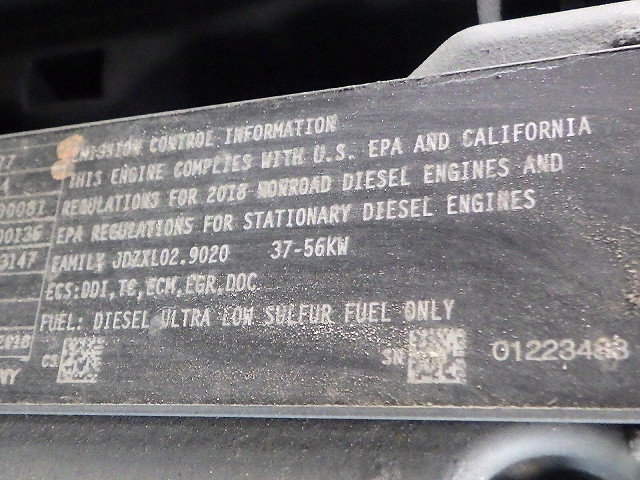 EMISSION CONTROL INFORMATION
THIS ENGINE COMPLIES WITH U.S. EPA AND CALIFORNIA
REGULATIONS FOR 2018 NONROAD DIESEL ENGINES AND
EPA REGULATIONS FOR STATIONARY DIESEL ENGINES
FAMILY JDZXL02.9020 37-56KW
ECS:DDI,TC,ECM,EGR,DOC
FUEL: DIESEL ULTRA LOW SULFUR FUEL ONLY
CS SN 01223483